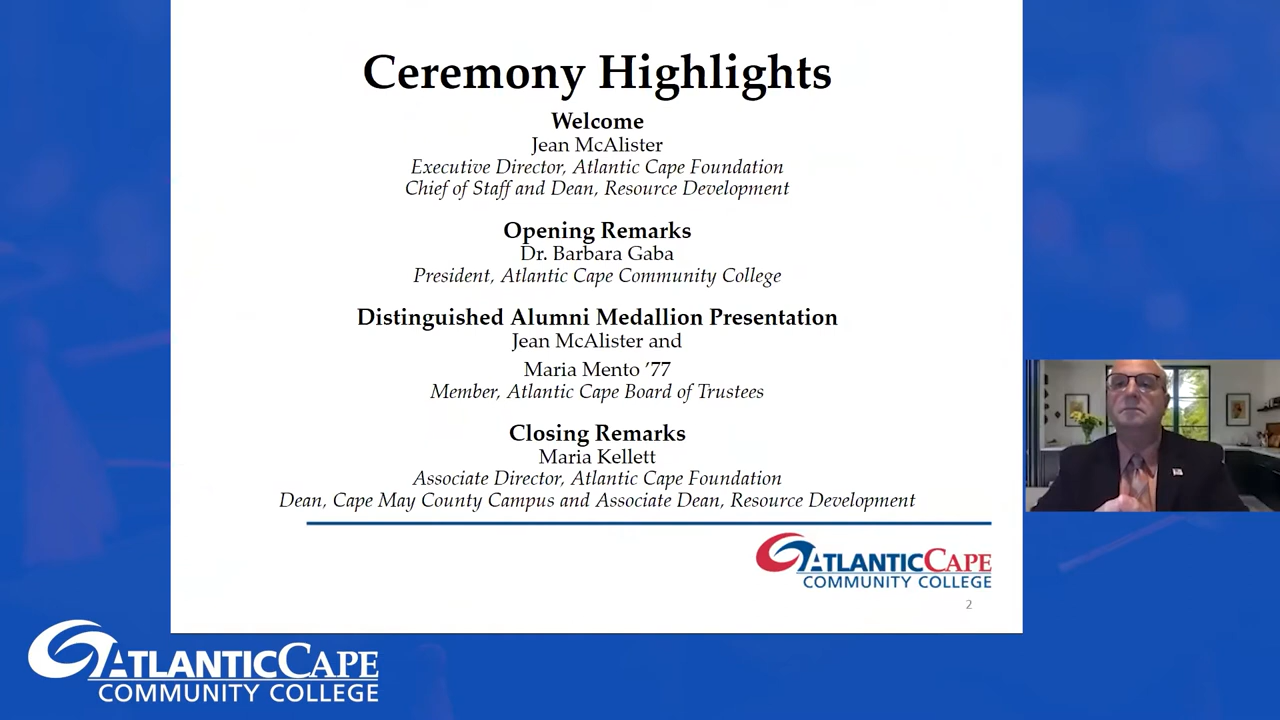 Ceremony Highlights
Welcome
Jean McAlister
Executive Director, Atlantic Cape Foundation
Chief of Staff and Dean, Resource Development
Opening Remarks
Dr. Barbara Gaba
President, Atlantic Cape Community College
Distinguished Alumni Medallion Presentation
Jean McAlister and
Maria Mento ’77
Member, Atlantic Cape Board of Trustees
Closing Remarks
Maria Kellett
Associate Director, Atlantic Cape Foundation
Dean, Cape May County Campus and Associate Dean, Resource Development
ATLANTICCAPE
COMMUNITY COLLEGE
2
ATLANTICCAPE
COMMUNITY COLLEGE